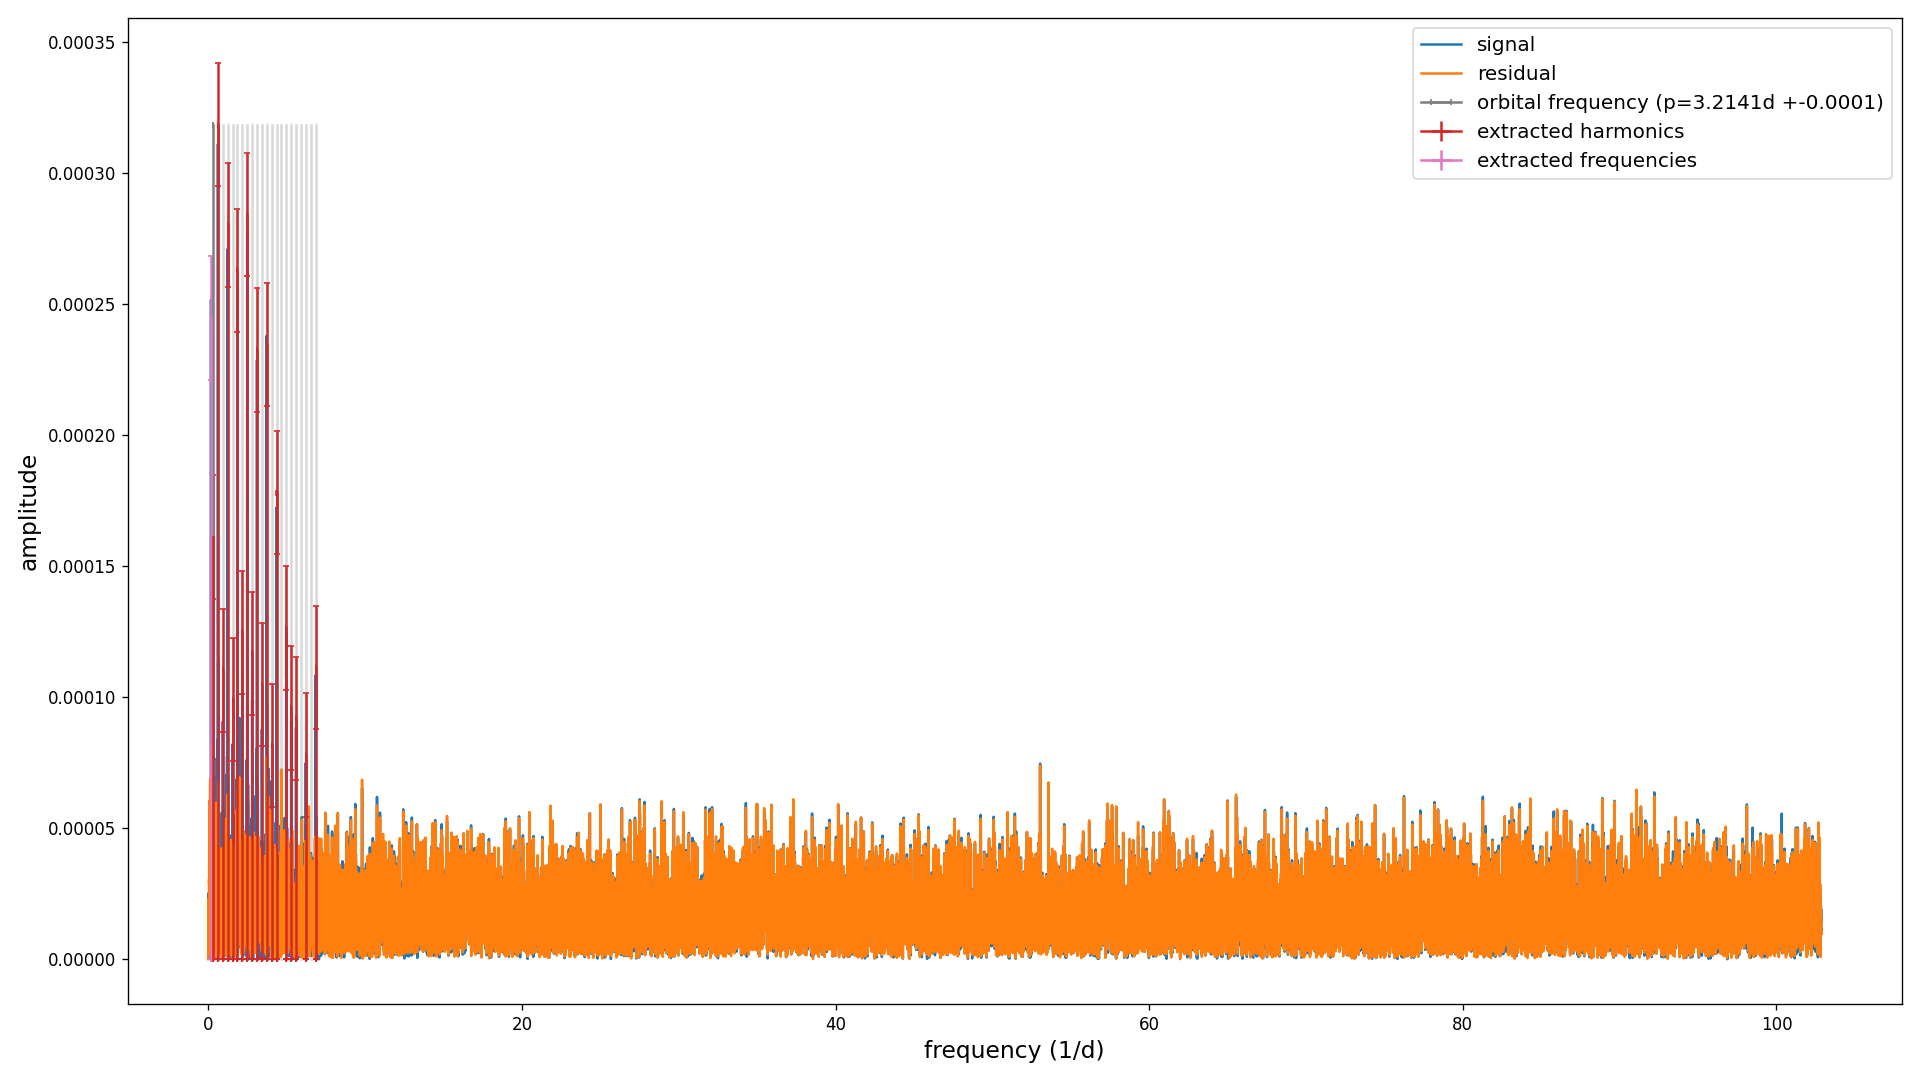 0.00035
0.00030
0.00025
0.00020
0.00015
0.00010
0.00005
0.00000
amplitude
0
20
40
60
80
100
frequency (1/d)
signal
residual
orbital frequency (p=3.2141d +-0.0001)
extracted harmonics
extracted frequencies